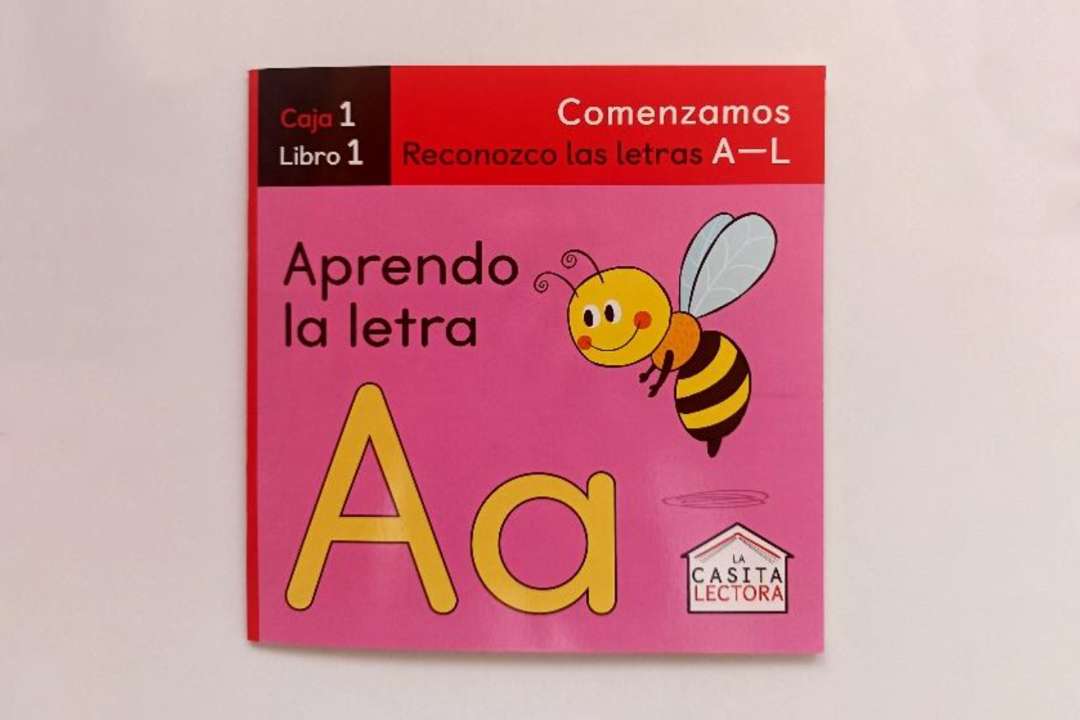 Caja 1
Libro 1
Comenzamos
Reconozco las letras A—L
Aprendo
la letra
Aa
LA
CASITA
LECTORA